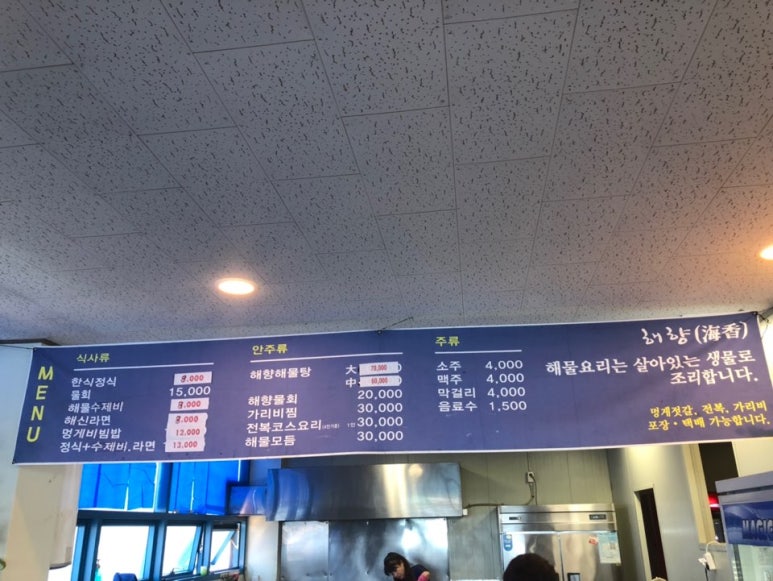 MENU
식사류
한식정식 8,000
물회 15,000
해물수제비
해신라면
멍게비빔밥 12,000
정식+수제비.라면 13,000
안주류
해향해물탕 大 70,000
中 60,000
해향물회 20,000
가리비찜 30,000
전복코스요리 1인 30,000
해물모듬 30,000
주류
소주 4,000
맥주 4,000
막걸리 4,000
음료수 1,500
해향(海香)
해물요리는 살아있는 생물로
조리합니다.
멍게젓갈, 전복, 가리비
포장·택배 가능합니다.
MAGIC